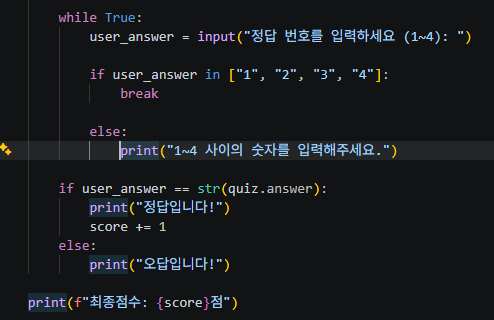 while True:
user_answer = input("정답 번호를 입력하세요 (1~4): ")
if user_answer in ["1", "2", "3", "4"]:
break
else:
print("1~4 사이의 숫자를 입력해주세요.")
if user_answer == str(quiz.answer):
print("정답입니다!")
score += 1
else:
print("오답입니다!")
print(f"최종점수: {score}점")